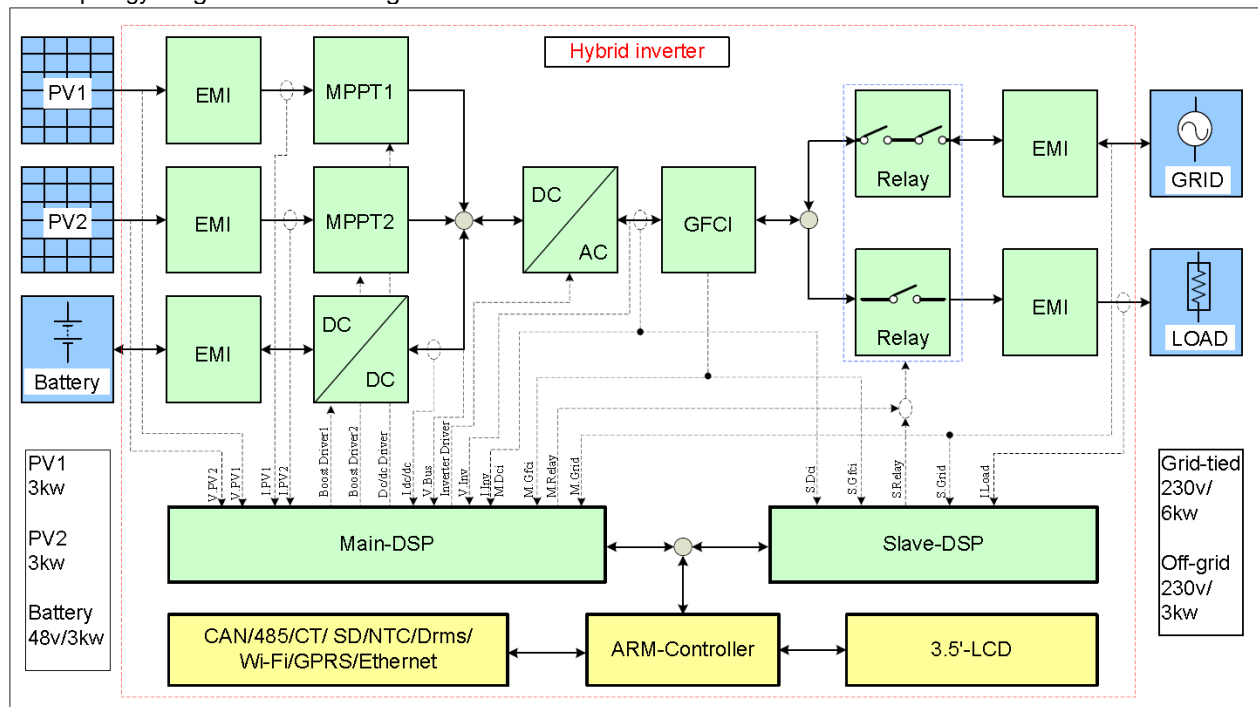 Hybrid inverter
PV1
EMI
MPPT1
Relay
EMI
GRID
PV2
EMI
MPPT2
DC
AC
GFCI
Battery
EMI
DC
DC
Relay
EMI
LOAD
V.PV2
V.PV1
I.PV1
I.PV2
Boost Driver1
Boost Driver2
Dc/dc Driver
I.dc/dc
V.Bus
Inverter Driver
V.Inv
I.Inv
M.Dci
M.Gfci
M.Relay
M.Grid
S.Dci
S.Gfci
S.Relay
S.Grid
I.Load
PV1
3kw
PV2
3kw
Battery
48v/3kw
Main-DSP
Slave-DSP
Grid-tied
230v/
6kw
Off-grid
230v/
3kw
CAN/485/CT/ SD/NTC/Drms/
Wi-Fi/GPRS/Ethernet
ARM-Controller
3.5'-LCD